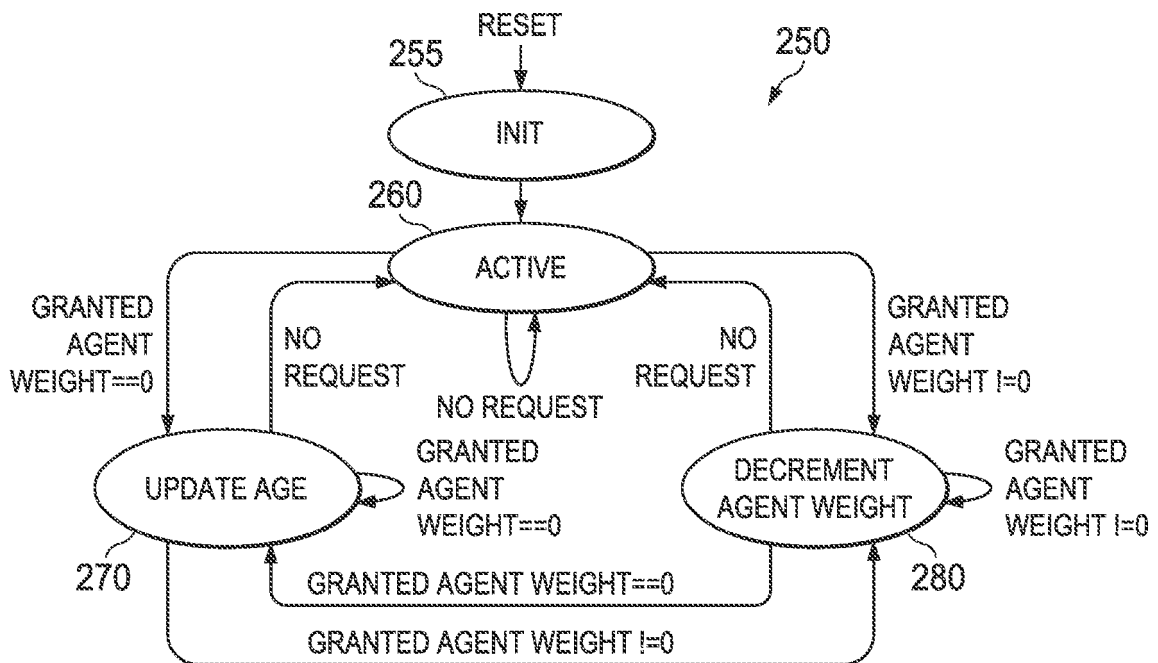 RESET
255
250
INIT
260
ACTIVE
GRANTED
AGENT
WEIGHT==0
NO
REQUEST
NO REQUEST
NO
REQUEST
GRANTED
AGENT
WEIGHT !=0
UPDATE AGE
GRANTED
AGENT
WEIGHT==0
DECREMENT
AGENT WEIGHT
GRANTED
AGENT
WEIGHT !=0
270
280
GRANTED AGENT WEIGHT==0
GRANTED AGENT WEIGHT !=0